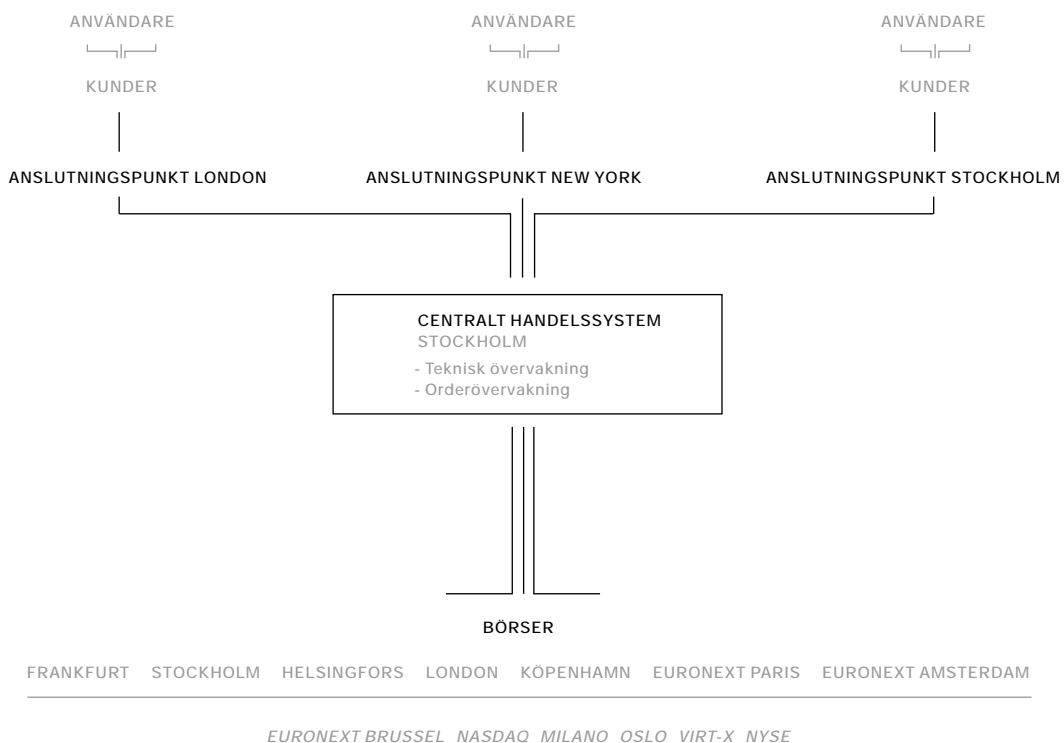 ANVÄNDARE ANVÄNDARE ANVÄNDARE
KUNDER KUNDER KUNDER
ANSLUTNINGSPUNKT LONDON ANSLUTNINGSPUNKT NEW YORK ANSLUTNINGSPUNKT STOCKHOLM
CENTRALT HANDELSSYSTEM
STOCKHOLM
- Teknisk övervakning
- Orderövervakning
BÖRSER
FRANKFURT STOCKHOLM HELSINGFORS LONDON KÖPENHAMN EURONEXT PARIS EURONEXT AMSTERDAM
EURONEXT BRUSSEL NASDAQ MILANO OSLO VIRT-X NYSE